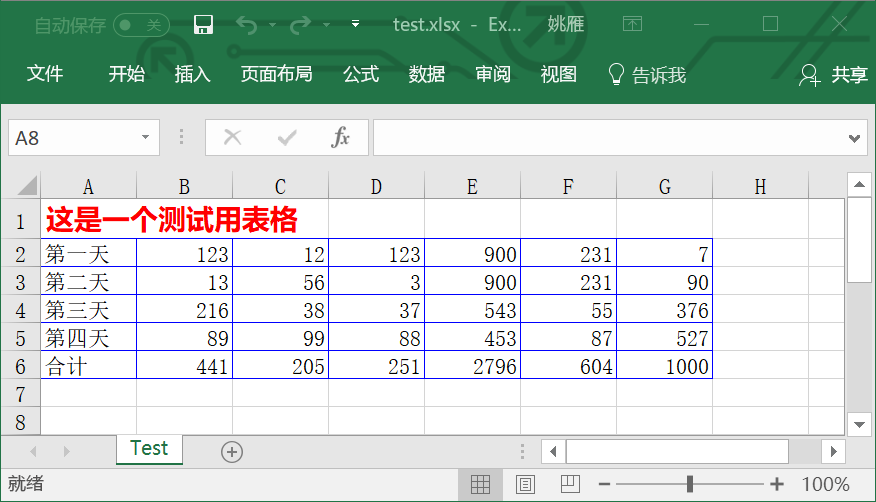 自动保存 关 test.xlsx - Ex... 姚雁
文件 开始 插入 页面布局 公式 数据 审阅 视图 告诉我 共享
A8 fx
A B C D E F G H
1 这是一个测试用表格
2 第一天 123 12 123 900 231 7
3 第二天 13 56 3 900 231 90
4 第三天 216 38 37 543 55 376
5 第四天 89 99 88 453 87 527
6 合计 441 205 251 2796 604 1000
7
8
Test
就绪 100%